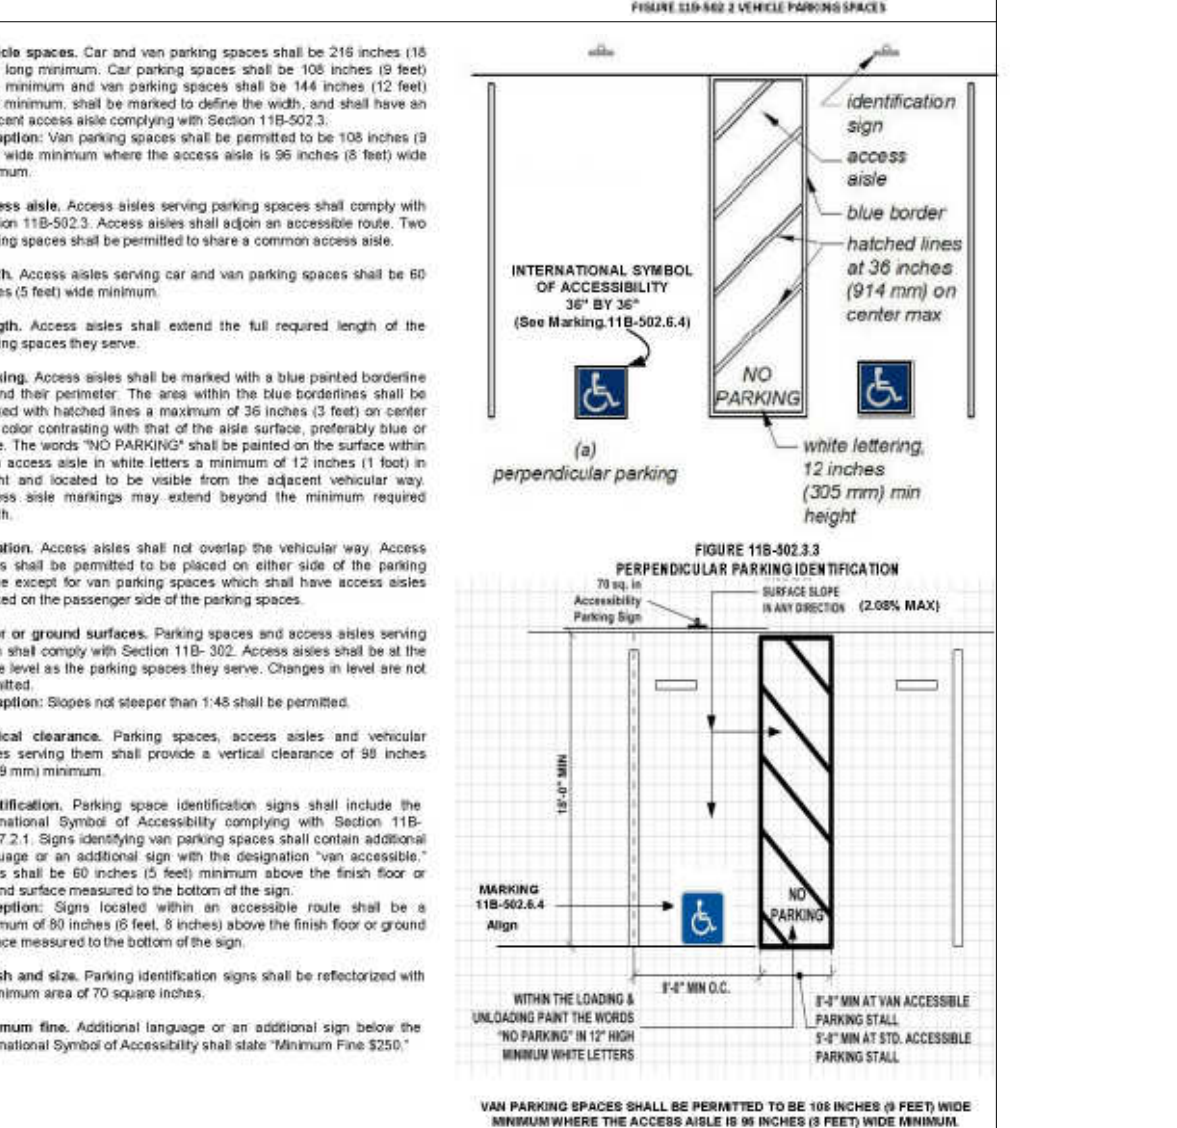 FIGURE 11B-502.2 VEHICLE PARKING SPACES
cle spaces. Car and van parking spaces shall be 216 inches (18
long minimum. Car parking spaces shall be 108 inches (9 feet)
minimum and van parking spaces shall be 144 inches (12 feet)
minimum, shall be marked to define the width, and shall have an
cent access aisle complying with Section 11B-502.3.
ption: Van parking spaces shall be permitted to be 108 inches (9
wide minimum where the access aisle is 96 inches (8 feet) wide
mum.
ess aisle. Access aisles serving parking spaces shall comply with
ion 11B-502.3. Access aisles shall adjoin an accessible route. Two
ng spaces shall be permitted to share a common access aisle.
h. Access aisles serving car and van parking spaces shall be 60
es (5 feet) wide minimum.
gth. Access aisles shall extend the full required length of the
ng spaces they serve.
ing. Access aisles shall be marked with a blue painted borderline
nd their perimeter. The area within the blue borderlines shall be
ed with hatched lines a maximum of 36 inches (3 feet) on center
color contrasting with that of the aisle surface, preferably blue or
e. The words "NO PARKING" shall be painted on the surface within
access aisle in white letters a minimum of 12 inches (1 foot) in
ht and located to be visible from the adjacent vehicular way.
ess aisle markings may extend beyond the minimum required
h.
ation. Access aisles shall not overlap the vehicular way. Access
s shall be permitted to be placed on either side of the parking
e except for van parking spaces which shall have access aisles
ed on the passenger side of the parking spaces.
r or ground surfaces. Parking spaces and access aisles serving
shall comply with Section 11B- 302. Access aisles shall be at the
e level as the parking spaces they serve. Changes in level are not
itted.
ption: Slopes not steeper than 1:48 shall be permitted.
ical clearance. Parking spaces, access aisles and vehicular
es serving them shall provide a vertical clearance of 98 inches
9 mm) minimum.
tification. Parking space identification signs shall include the
national Symbol of Accessibility complying with Section 11B-
7.2.1. Signs identifying van parking spaces shall contain additional
uage or an additional sign with the designation "van accessible."
s shall be 60 inches (5 feet) minimum above the finish floor or
nd surface measured to the bottom of the sign.
eption: Signs located within an accessible route shall be a
mum of 80 inches (6 feet, 8 inches) above the finish floor or ground
ce measured to the bottom of the sign.
sh and size. Parking identification signs shall be reflectorized with
nimum area of 70 square inches.
mum fine. Additional language or an additional sign below the
national Symbol of Accessibility shall state "Minimum Fine $250."
identification
sign
access
aisle
blue border
hatched lines
at 36 inches
(914 mm) on
center max
INTERNATIONAL SYMBOL
OF ACCESSIBILITY
36" BY 36"
(See Marking.11B-502.6.4)
NO
PARKING
(a)
perpendicular parking
white lettering,
12 inches
(305 mm) min
height
FIGURE 11B-502.3.3
PERPENDICULAR PARKING IDENTIFICATION
70 sq. in
Accessibility
Parking Sign
SURFACE SLOPE
IN ANY DIRECTION (2.08% MAX)
18'-0" MIN
MARKING
11B-502.6.4
Align
NO
PARKING
9'-0" MIN O.C.
WITHIN THE LOADING &
UNLOADING PAINT THE WORDS
"NO PARKING" IN 12" HIGH
MINIMUM WHITE LETTERS
8'-0" MIN AT VAN ACCESSIBLE
PARKING STALL
5'-0" MIN AT STD. ACCESSIBLE
PARKING STALL
VAN PARKING SPACES SHALL BE PERMITTED TO BE 108 INCHES (9 FEET) WIDE
MINIMUM WHERE THE ACCESS AISLE IS 96 INCHES (8 FEET) WIDE MINIMUM.